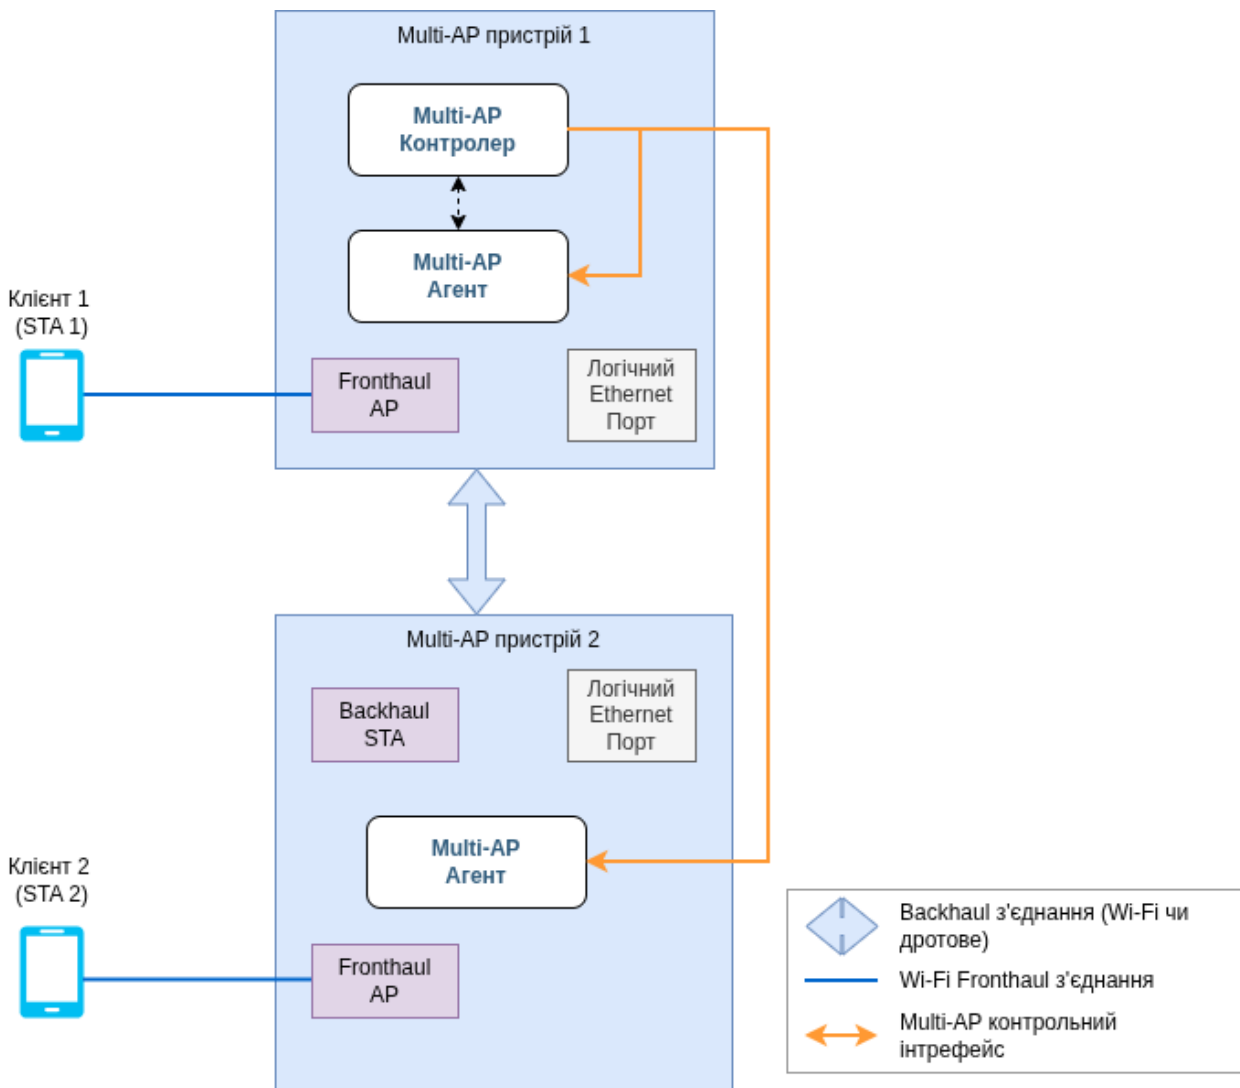 Multi-AP пристрій 1
Multi-AP
Контролер
Multi-AP
Агент
Клієнт 1
(STA 1)
Fronthaul
AP
Логічний
Ethernet
Порт
Multi-AP пристрій 2
Backhaul
STA
Логічний
Ethernet
Порт
Multi-AP
Агент
Клієнт 2
(STA 2)
Fronthaul
AP
Backhaul з'єднання (Wi-Fi чи
дротове)
Wi-Fi Fronthaul з'єднання
Multi-AP контрольний
інтрефейс